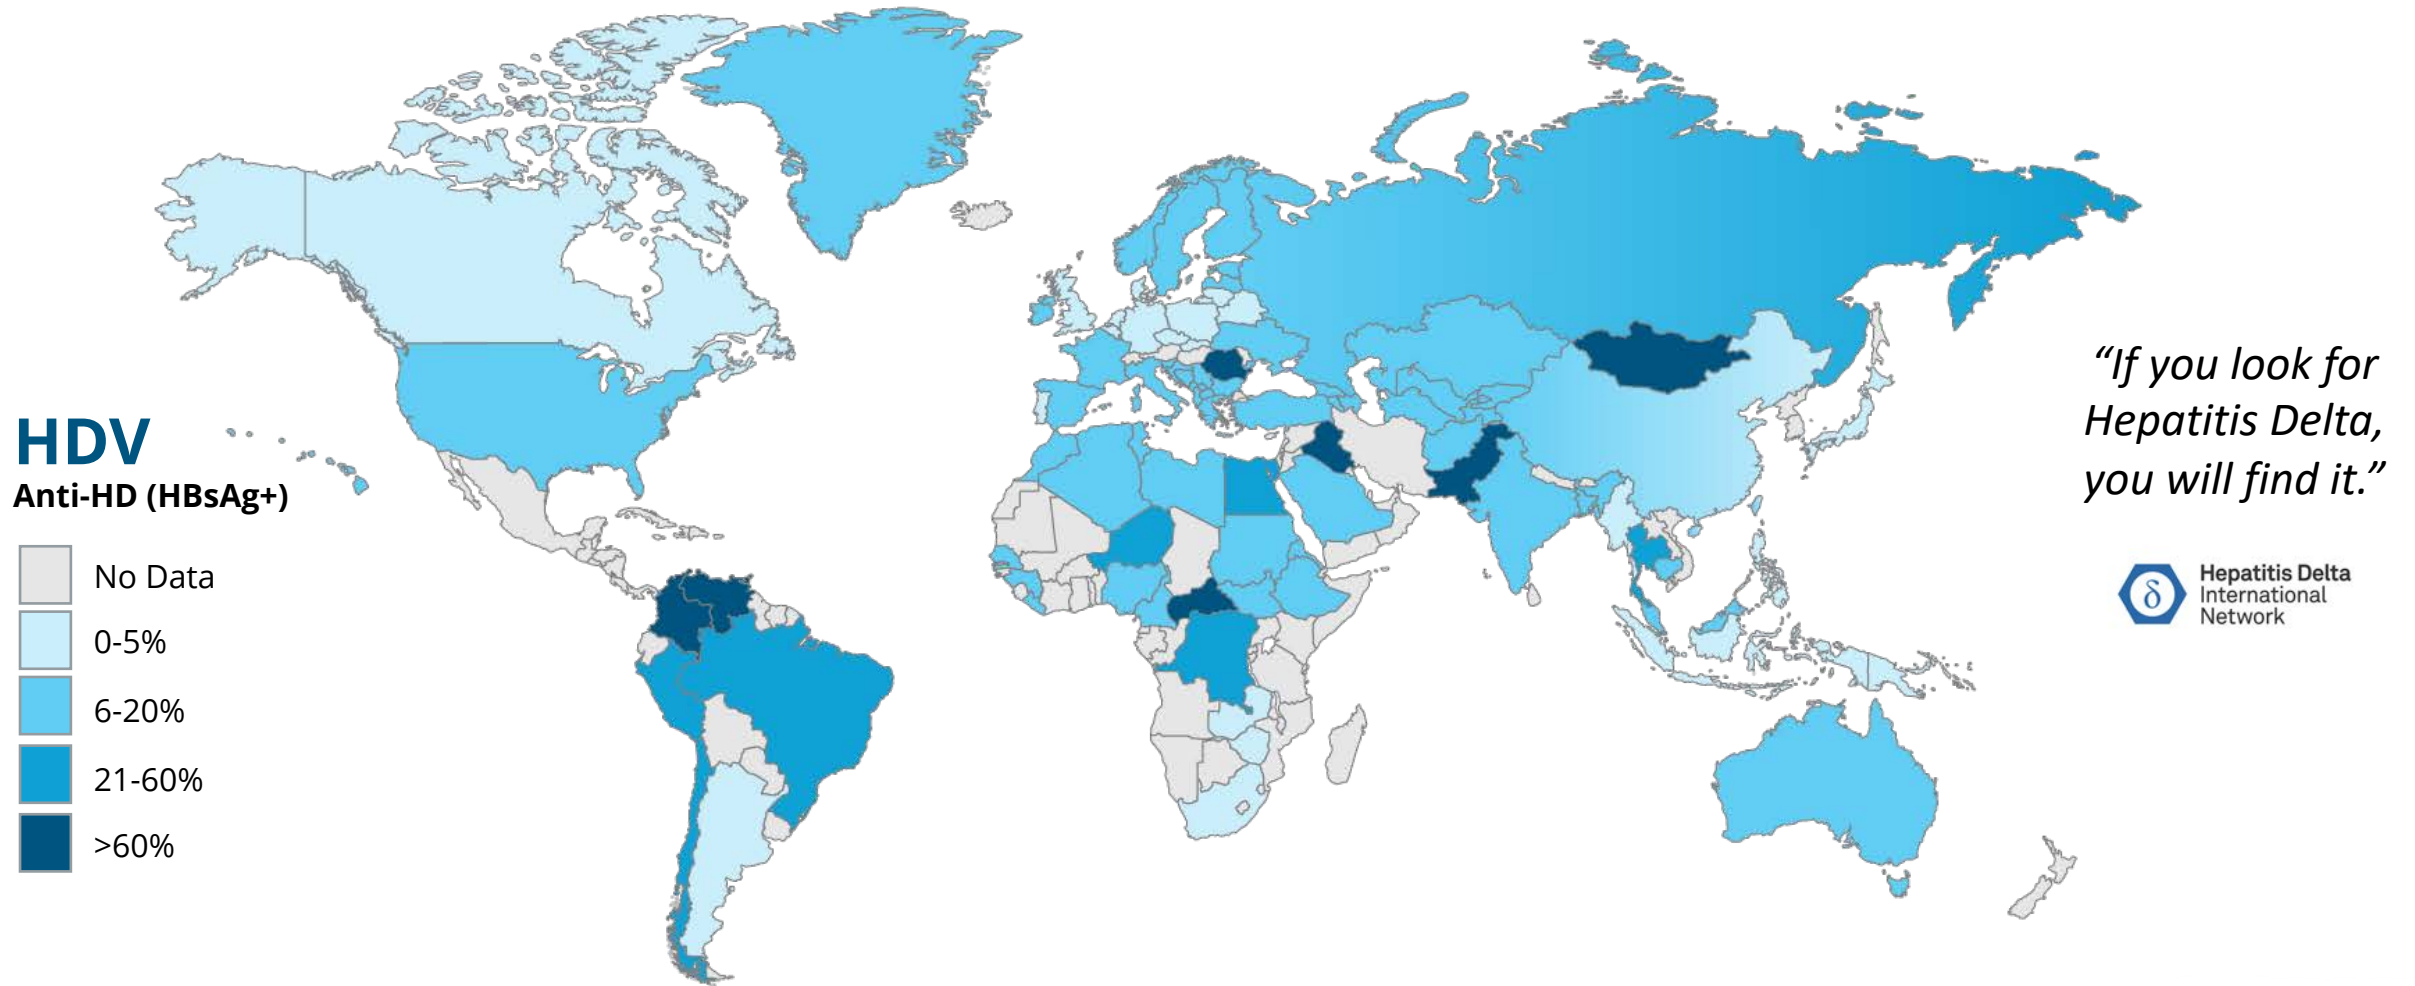 HDV
Anti-HD (HBsAg+)
No Data
0-5%
6-20%
21-60%
>60%
“If you look for
Hepatitis Delta,
you will find it.”
δ
Hepatitis Delta
International
Network